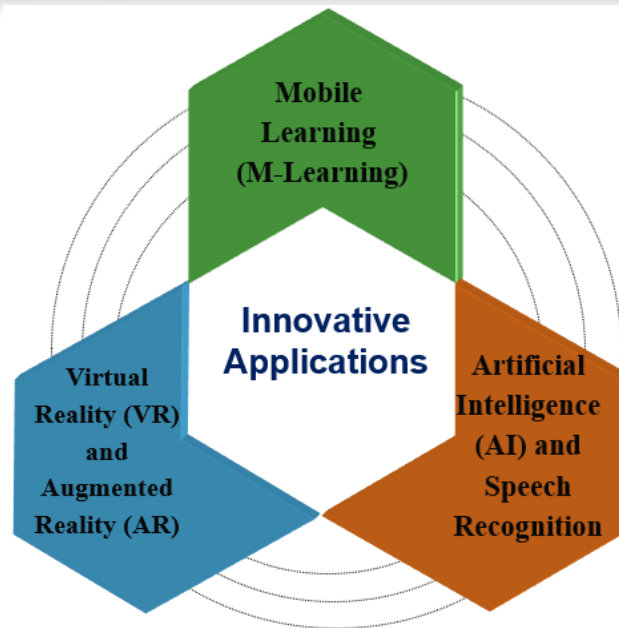 Mobile
Learning
(M-Learning)
Innovative
Applications
Virtual
Reality (VR)
and
Augmented
Reality (AR)
Artificial
Intelligence
(AI) and
Speech
Recognition